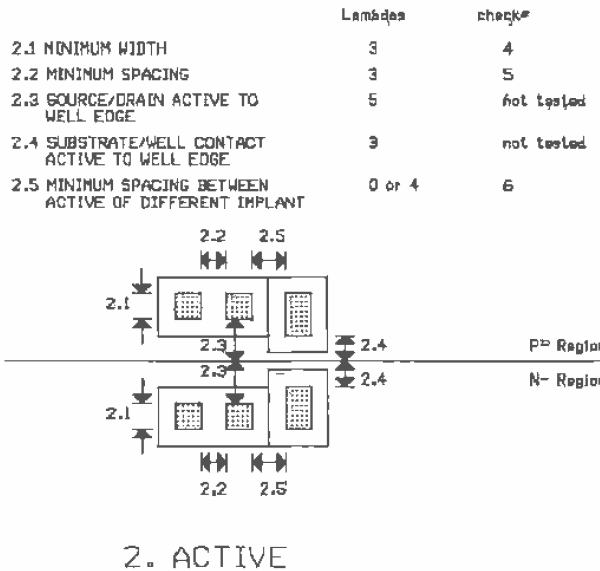 Lambdas check#
2.1 MINIMUM WIDTH 3 4
2.2 MINIMUM SPACING 3 5
2.3 SOURCE/DRAIN ACTIVE TO 5 not tested
WELL EDGE
2.4 SUBSTRATE/WELL CONTACT 3 not tested
ACTIVE TO WELL EDGE
2.5 MINIMUM SPACING BETWEEN 0 or 4 6
ACTIVE OF DIFFERENT IMPLANT
2.2 2.5
2.1
2.3 2.4 Region
2.3 2.4 N- Region
2.1
2.2 2.5
2. ACTIVE